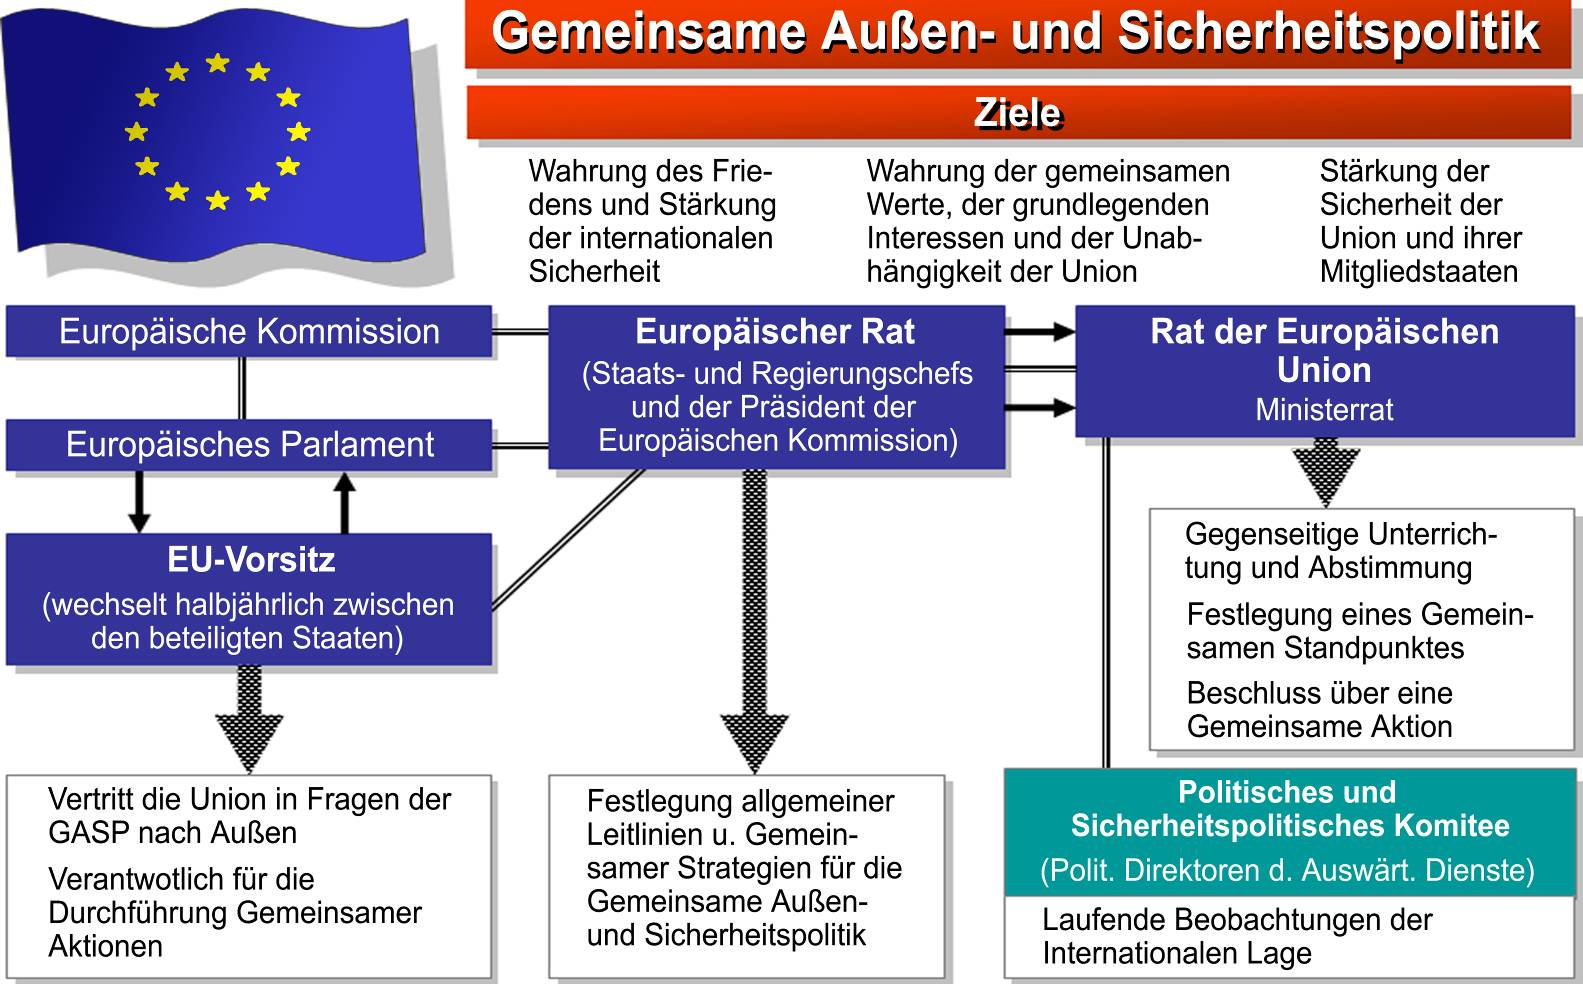 Gemeinsame Außen- und Sicherheitspolitik
Ziele
Wahrung des Frie-
dens und Stärkung
der internationalen
Sicherheit
Wahrung der gemeinsamen
Werte, der grundlegenden
Interessen und der Unab-
hängigkeit der Union
Stärkung der
Sicherheit der
Union und ihrer
Mitgliedstaaten
Europäische Kommission
Europäisches Parlament
EU-Vorsitz
(wechselt halbjährlich zwischen
den beteiligten Staaten)
Vertritt die Union in Fragen der
GASP nach Außen
Verantwotlich für die
Durchführung Gemeinsamer
Aktionen
Europäischer Rat
(Staats- und Regierungschefs
und der Präsident der
Europäischen Kommission)
Festlegung allgemeiner
Leitlinien u. Gemein-
samer Strategien für die
Gemeinsame Außen-
und Sicherheitspolitik
Rat der Europäischen
Union
Ministerrat
Gegenseitige Unterrich-
tung und Abstimmung
Festlegung eines Gemein-
samen Standpunktes
Beschluss über eine
Gemeinsame Aktion
Politisches und
Sicherheitspolitisches Komitee
(Polit. Direktoren d. Auswärt. Dienste)
Laufende Beobachtungen der
Internationalen Lage